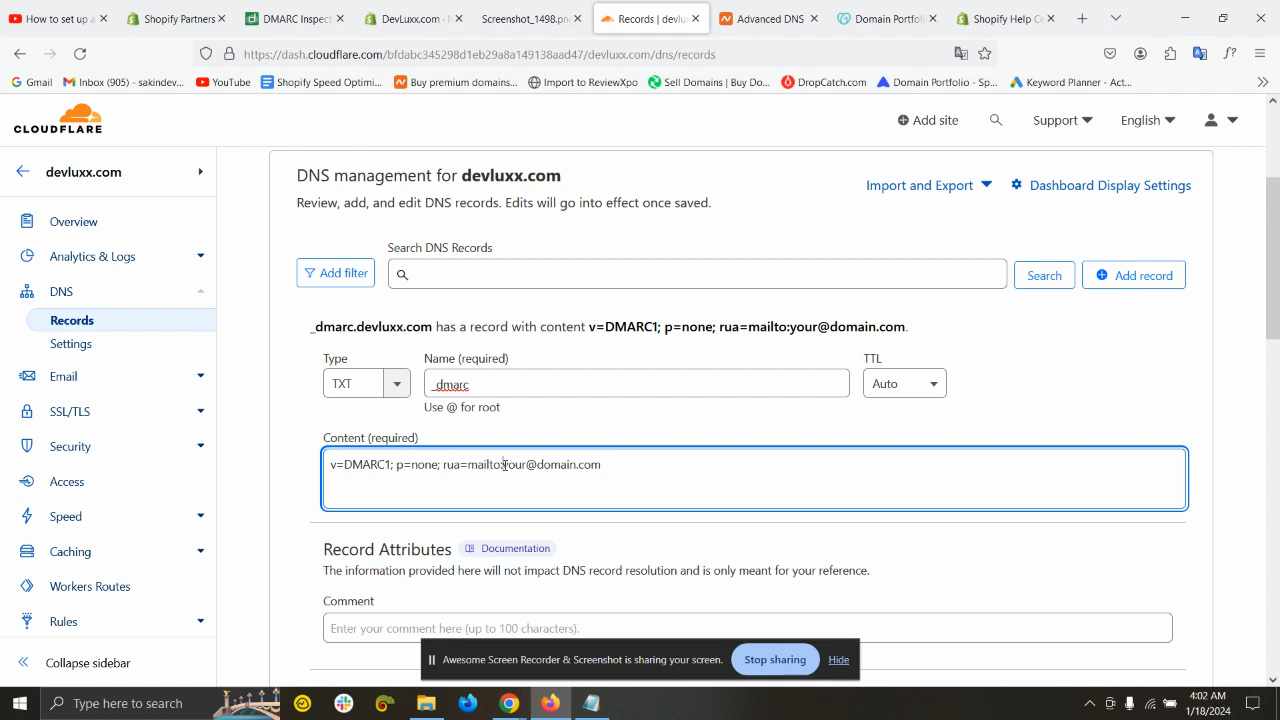 How to set up a
Shopify Partners
DMARC Inspect
DevLuxx.com -
Screenshot_1498.png
Records | devlux
Advanced DNS
Domain Portfoli
Shopify Help Ce
https://dash.cloudflare.com/bfdabc345298d1eb29a8a149138aad47/devluxx.com/dns/records
Gmail
Inbox (905) - sakindev...
YouTube
Shopify Speed Optimi...
Buy premium domains...
Import to ReviewXpo
Sell Domains | Buy Do...
DropCatch.com
Domain Portfolio - Sp...
Keyword Planner - Act...
CLOUDFLARE
Add site
Support
English
devluxx.com
Overview
Analytics & Logs
DNS
Records
Settings
Email
SSL/TLS
Security
Access
Speed
Caching
Workers Routes
Rules
Collapse sidebar
DNS management for devluxx.com
Review, add, and edit DNS records. Edits will go into effect once saved.
Import and Export
Dashboard Display Settings
Search DNS Records
Add filter
Search
Add record
_dmarc.devluxx.com has a record with content v=DMARC1; p=none; rua=mailto:your@domain.com.
Type
Name (required)
TTL
TXT
_dmarc
Auto
Use @ for root
Content (required)
v=DMARC1; p=none; rua=mailto:your@domain.com
Record Attributes
Documentation
The information provided here will not impact DNS record resolution and is only meant for your reference.
Comment
Enter your comment here (up to 100 characters).
Awesome Screen Recorder & Screenshot is sharing your screen.
Stop sharing
Hide
Type here to search
4:02 AM
1/18/2024